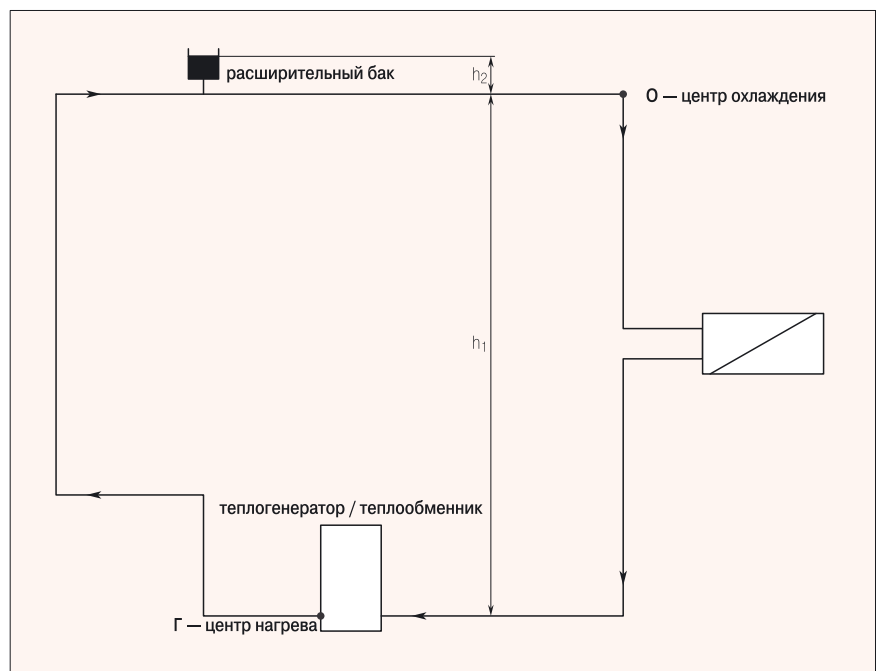 расширительный бак
h₂
О — центр охлаждения
h₁
теплогенератор / теплообменник
Г — центр нагрева